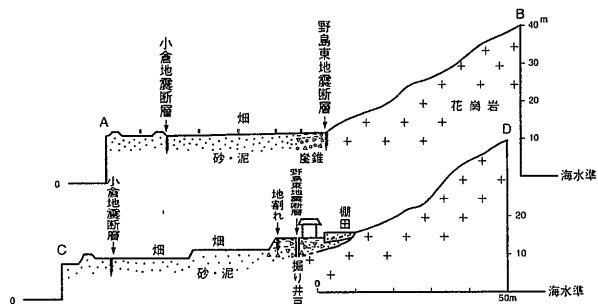 B
40m
30
20
10
花崗岩
野島東地震断層
小倉地震断層
A
畑
砂・泥
崖錐
0
海水準
D
20
10
小倉地震断層
地割れ
野島東地震断層
棚田
C
畑
畑
砂・泥
掘り井戸
0
0
50m
海水準